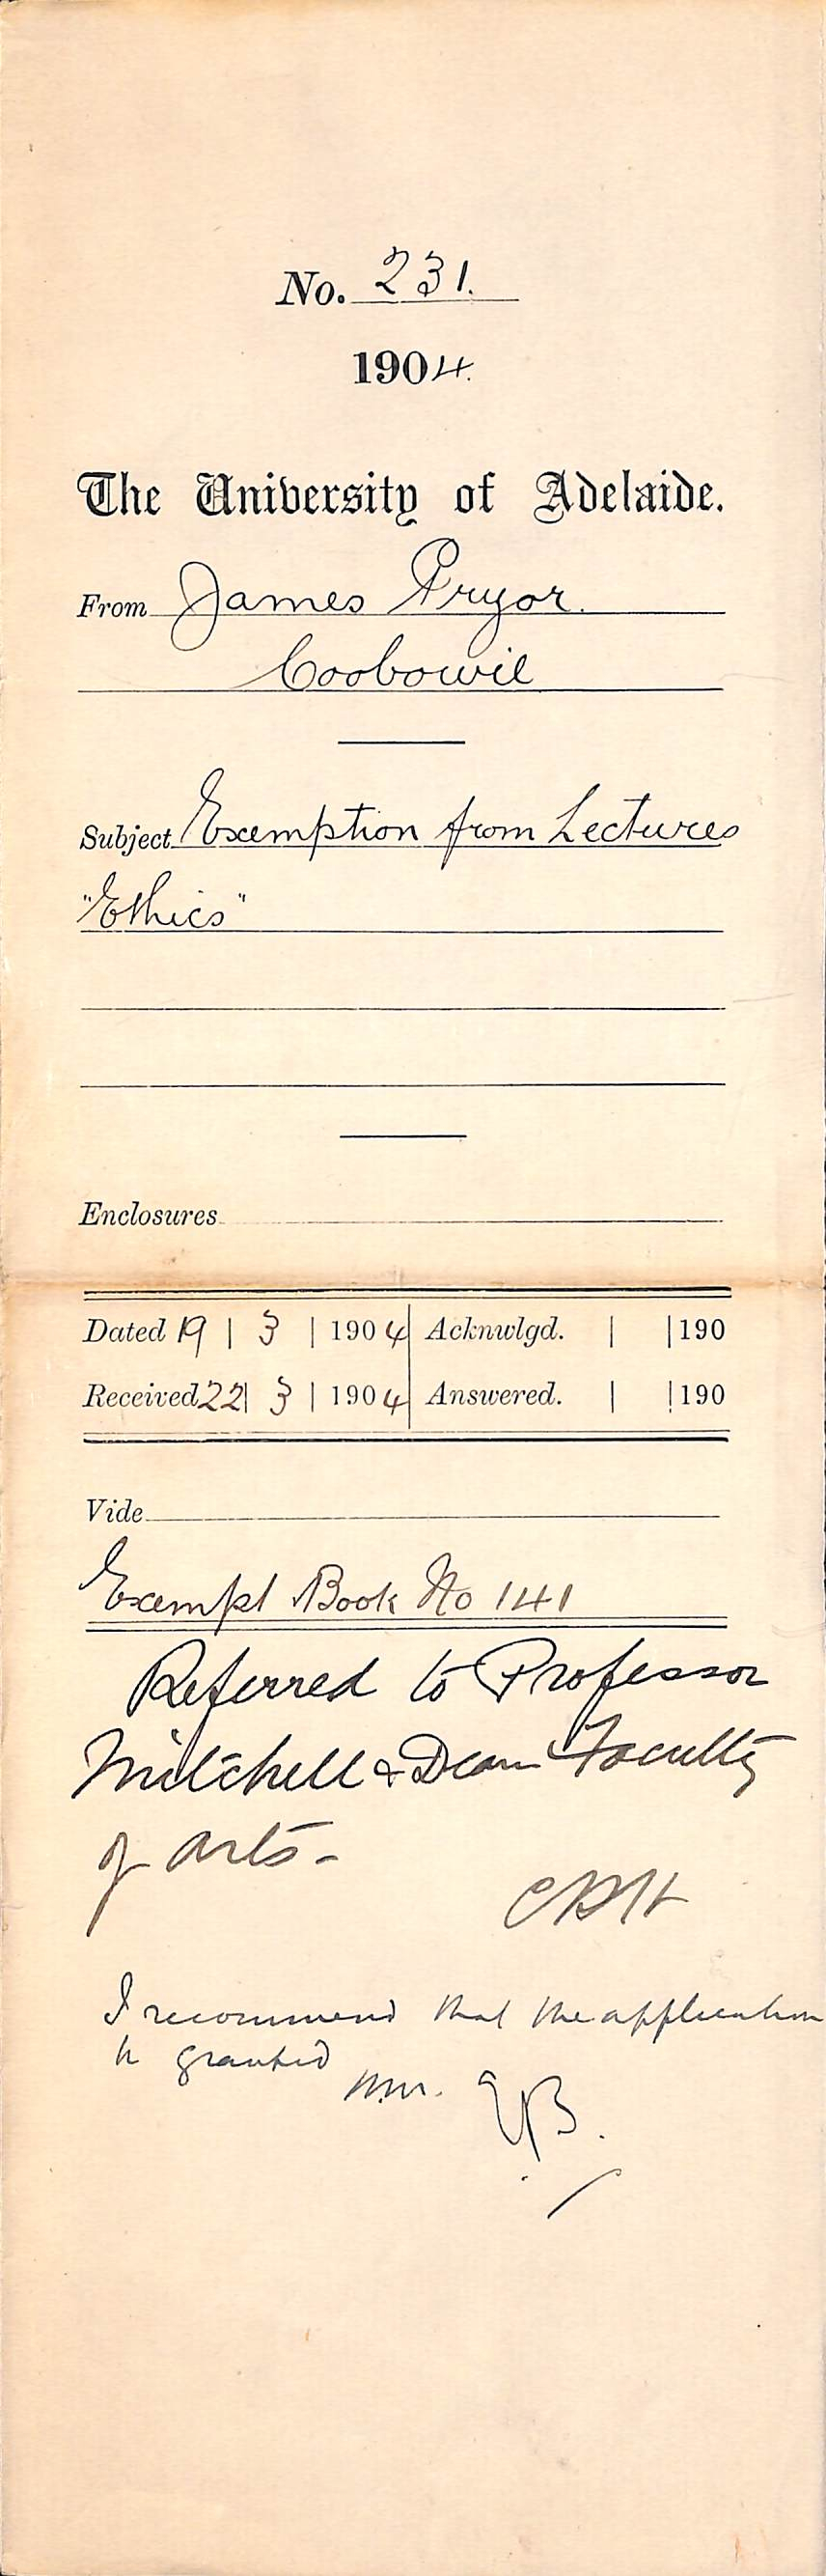 No. 231.
1904.
The University of Adelaide.
From James Pryor.
Coobowie
Subject Exemption from Lectures
"Ethics"
Enclosures
Dated 19 | 3 | 1904 Acknwlgd. | |190
Received 22| 3 | 1904 Answered. | |190
Vide
Exempt Book No 141
Referred to Professor
Mitchell & Dean Faculty
of Arts -
CRH
I recommend that the application
be granted
W.M. EVB.